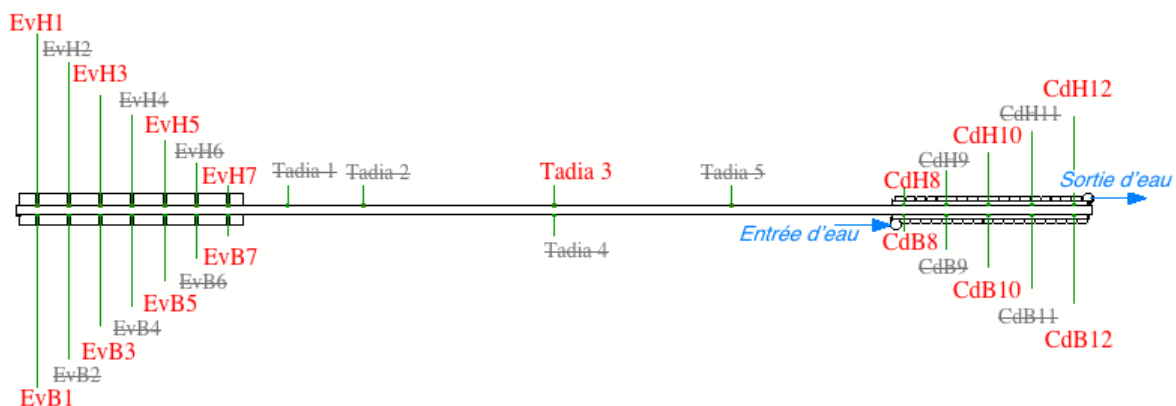 EvH1
EvH2
EvH3
EvH4
EvH5
EvH6
EvH7
Tadia 1
Tadia 2
Tadia 3
Tadia 5
CdH8
CdH9
CdH10
CdH11
CdH12
Sortie d'eau
Entrée d'eau
EvB1
EvB2
EvB3
EvB4
EvB5
EvB6
EvB7
Tadia 4
CdB8
CdB9
CdB10
CdB11
CdB12